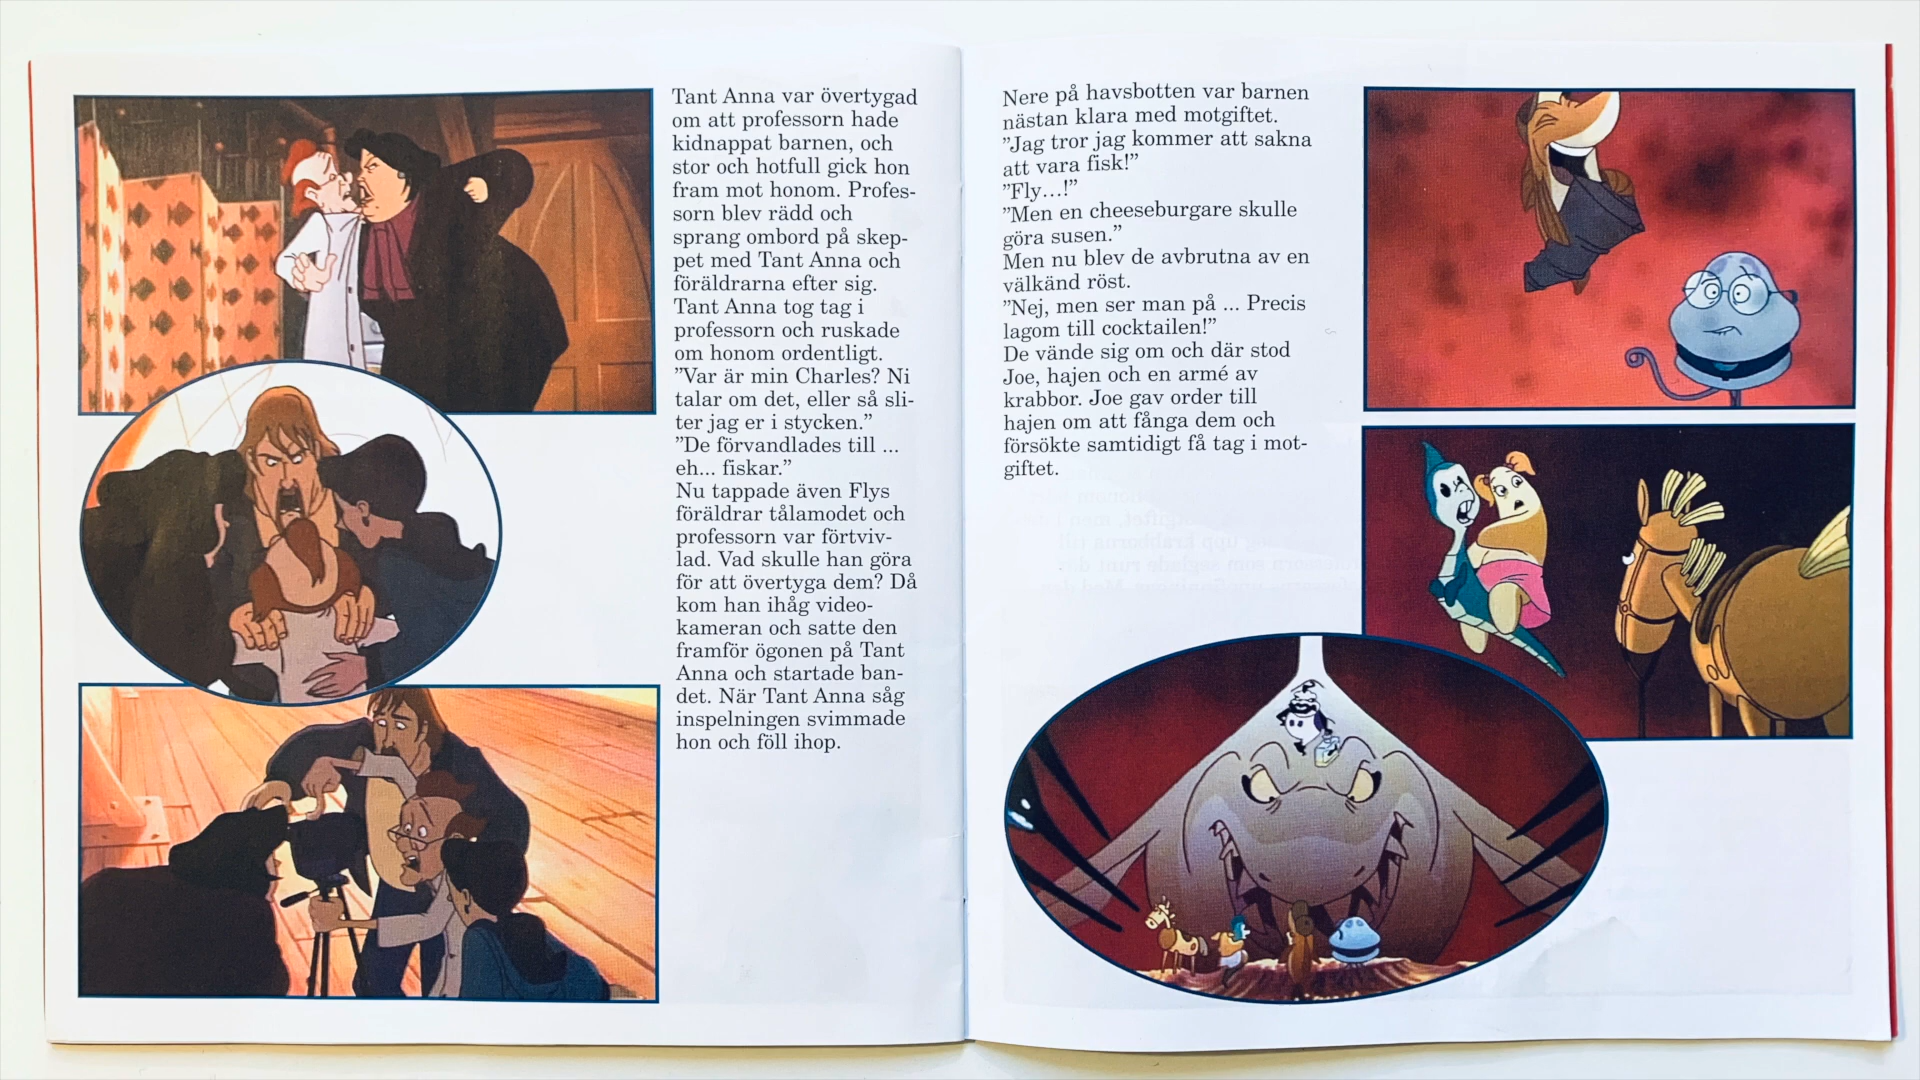 Tant Anna var övertygad
om att professorn hade
kidnappat barnen, och
stor och hotfull gick hon
fram mot honom. Profes-
sorn blev rädd och
sprang ombord på skep-
pet med Tant Anna och
föräldrarna efter sig.
Tant Anna tog tag i
professorn och ruskade
om honom ordentligt.
”Var är min Charles? Ni
talar om det, eller så sli-
ter jag er i stycken.”
”De förvandlades till ...
eh... fiskar.”
Nu tappade även Flys
föräldrar tålamodet och
professorn var förtviv-
lad. Vad skulle han göra
för att övertyga dem? Då
kom han ihåg video-
kameran och satte den
framför ögonen på Tant
Anna och startade ban-
det. När Tant Anna såg
inspelningen svimmade
hon och föll ihop.
Nere på havsbotten var barnen
nästan klara med motgiftet.
”Jag tror jag kommer att sakna
att vara fisk!”
”Fly...!”
”Men en cheeseburgare skulle
göra susen.”
Men nu blev de avbrutna av en
välkänd röst.
”Nej, men ser man på ... Precis
lagom till cocktailen!”
De vände sig om och där stod
Joe, hajen och en armé av
krabbor. Joe gav order till
hajen om att fånga dem och
försökte samtidigt få tag i mot-
giftet.